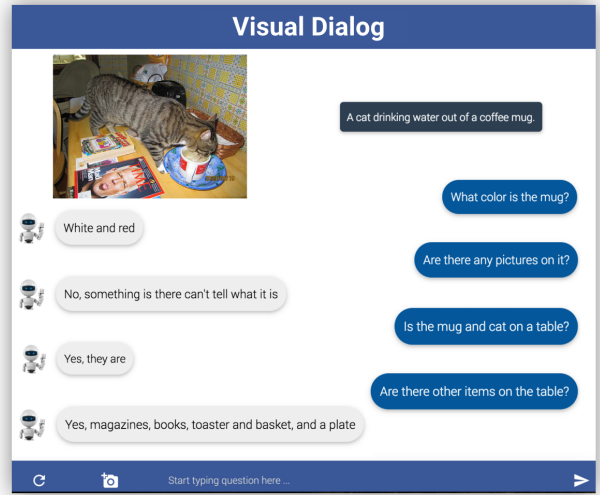 Visual Dialog
A cat drinking water out of a coffee mug.
What color is the mug?
White and red
Are there any pictures on it?
No, something is there can't tell what it is
Is the mug and cat on a table?
Yes, they are
Are there other items on the table?
Yes, magazines, books, toaster and basket, and a plate
Start typing question here ...